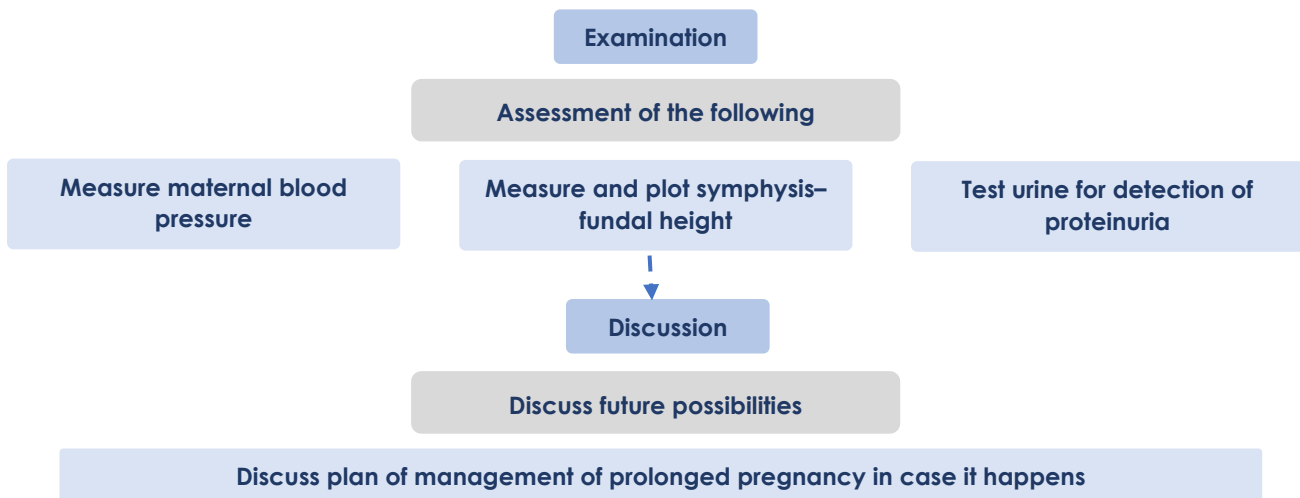 Examination
Assessment of the following
Measure maternal blood
pressure
Measure and plot symphysis–
fundal height
Test urine for detection of
proteinuria
Discussion
Discuss future possibilities
Discuss plan of management of prolonged pregnancy in case it happens